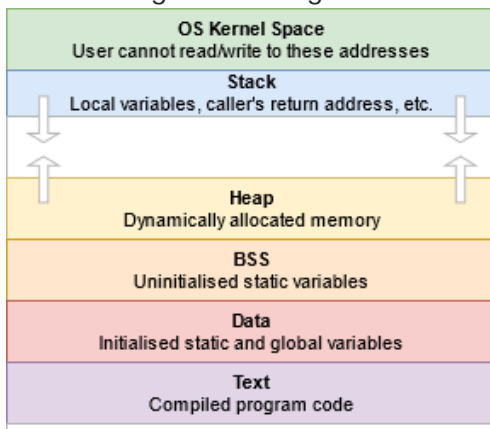 OS Kernel Space
User cannot read/write to these addresses
Stack
Local variables, caller's return address, etc.
Heap
Dynamically allocated memory
BSS
Uninitialised static variables
Data
Initialised static and global variables
Text
Compiled program code